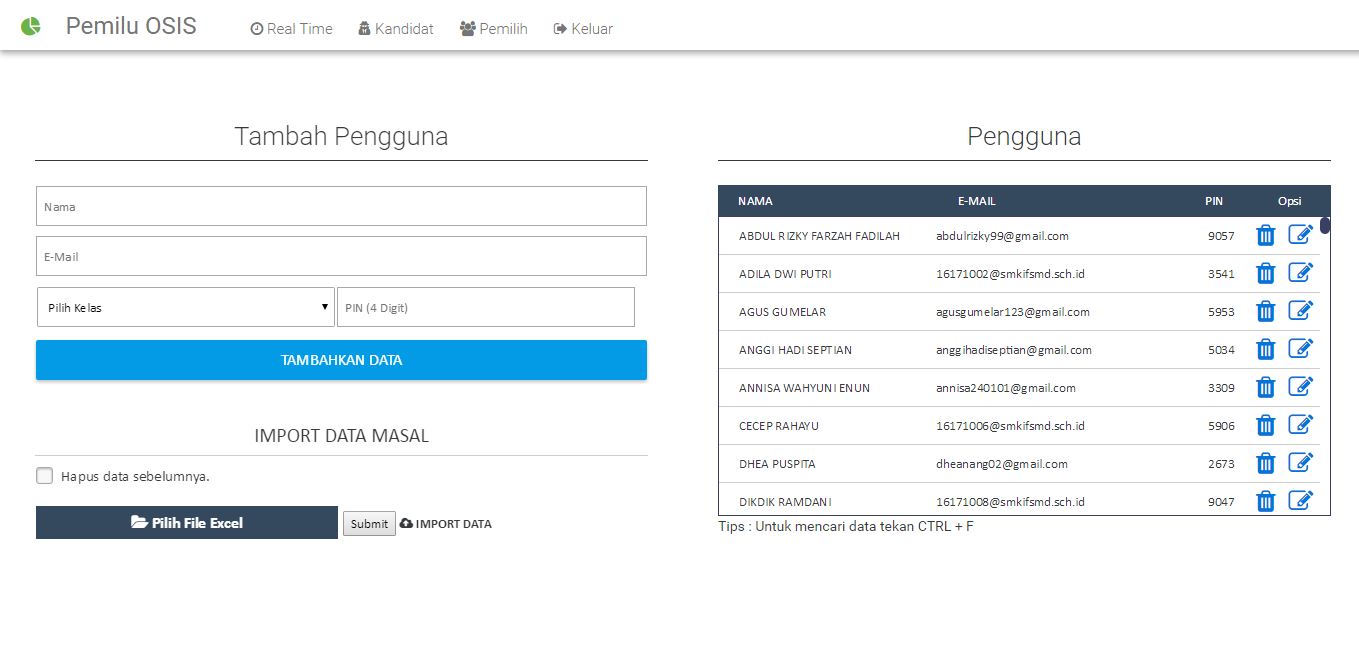 Pemilu OSIS Real Time Kandidat Pemilih Keluar
Tambah Pengguna
Nama
E-Mail
Pilih Kelas PIN (4 Digit)
TAMBAHKAN DATA
IMPORT DATA MASAL
Hapus data sebelumnya.
Pilih File Excel Submit IMPORT DATA
Pengguna
NAMA E-MAIL PIN Opsi
ABDUL RIZKY FARZAH FADILAH abdulrizky99@gmail.com 9057
ADILA DWI PUTRI 16171002@smkifsmd.sch.id 3541
AGUS GUMELAR agusgumelar123@gmail.com 5953
ANGGI HADI SEPTIAN anggihadiseptian@gmail.com 5034
ANNISA WAHYUNI ENUN annisa240101@gmail.com 3309
CECEP RAHAYU 16171006@smkifsmd.sch.id 5906
DHEA PUSPITA dheanang02@gmail.com 2673
DIKDIK RAMDANI 16171008@smkifsmd.sch.id 9047
Tips : Untuk mencari data tekan CTRL + F